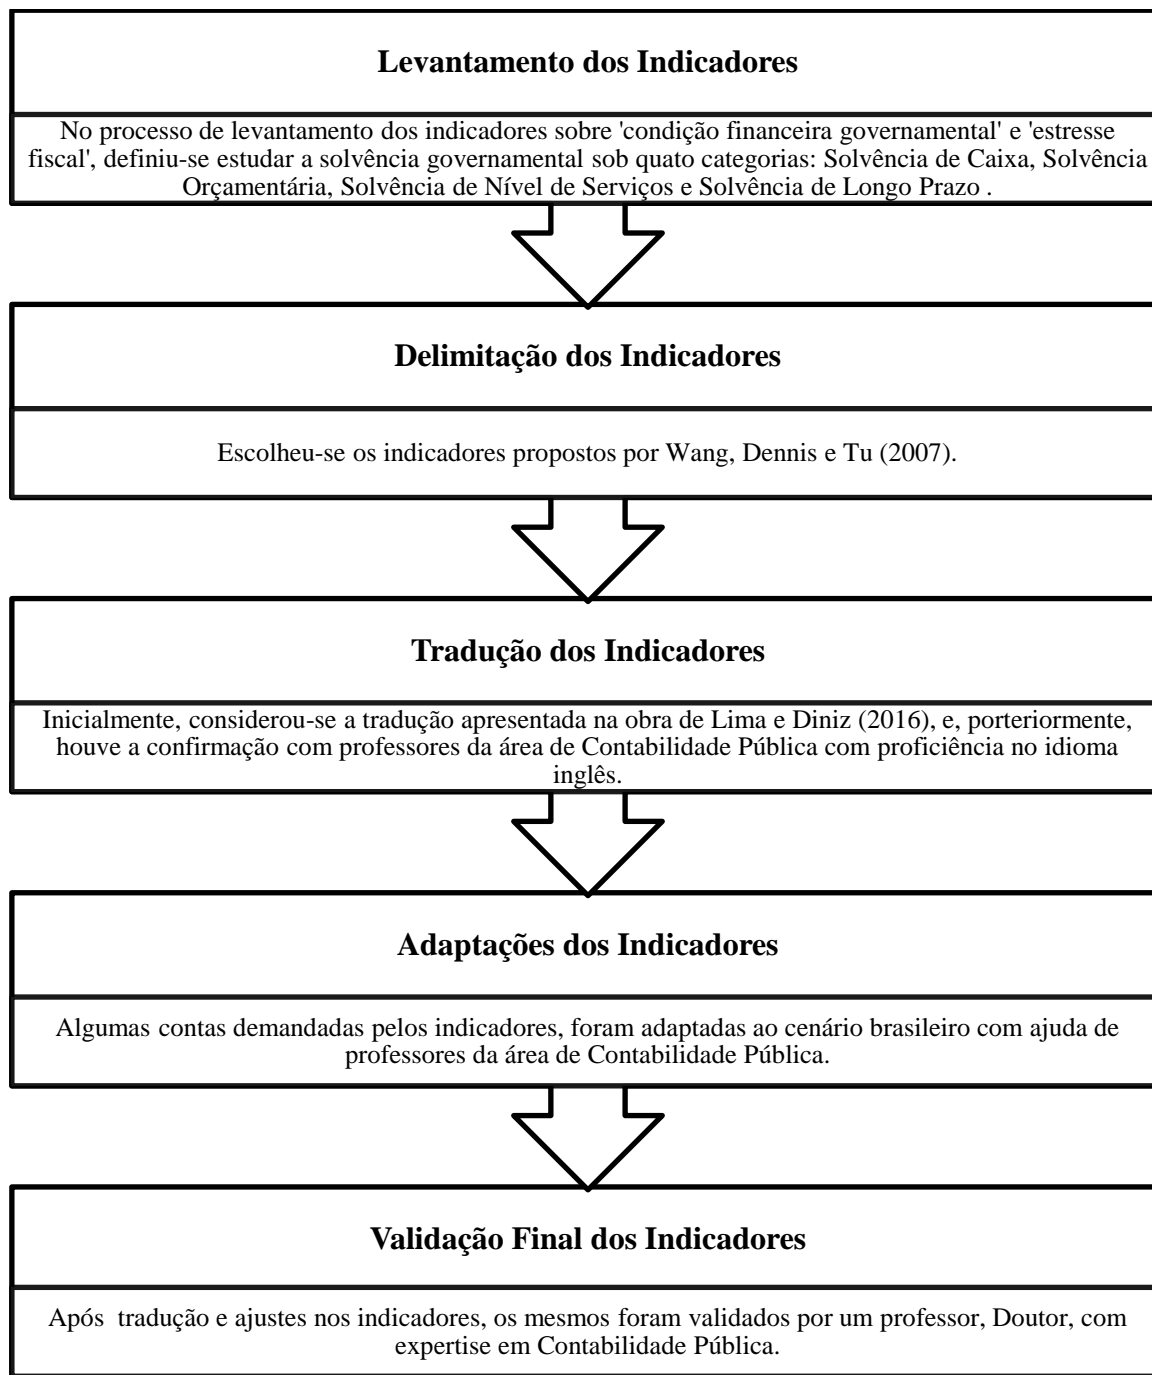 Levantamento dos Indicadores
No processo de levantamento dos indicadores sobre 'condição financeira governamental' e 'estresse
fiscal', definiu-se estudar a solvência governamental sob quato categorias: Solvência de Caixa, Solvência
Orçamentária, Solvência de Nível de Serviços e Solvência de Longo Prazo .
Delimitação dos Indicadores
Escolheu-se os indicadores propostos por Wang, Dennis e Tu (2007).
Tradução dos Indicadores
Inicialmente, considerou-se a tradução apresentada na obra de Lima e Diniz (2016), e, porteriormente,
houve a confirmação com professores da área de Contabilidade Pública com proficiência no idioma
inglês.
Adaptações dos Indicadores
Algumas contas demandadas pelos indicadores, foram adaptadas ao cenário brasileiro com ajuda de
professores da área de Contabilidade Pública.
Validação Final dos Indicadores
Após  tradução e ajustes nos indicadores, os mesmos foram validados por um professor, Doutor, com
expertise em Contabilidade Pública.